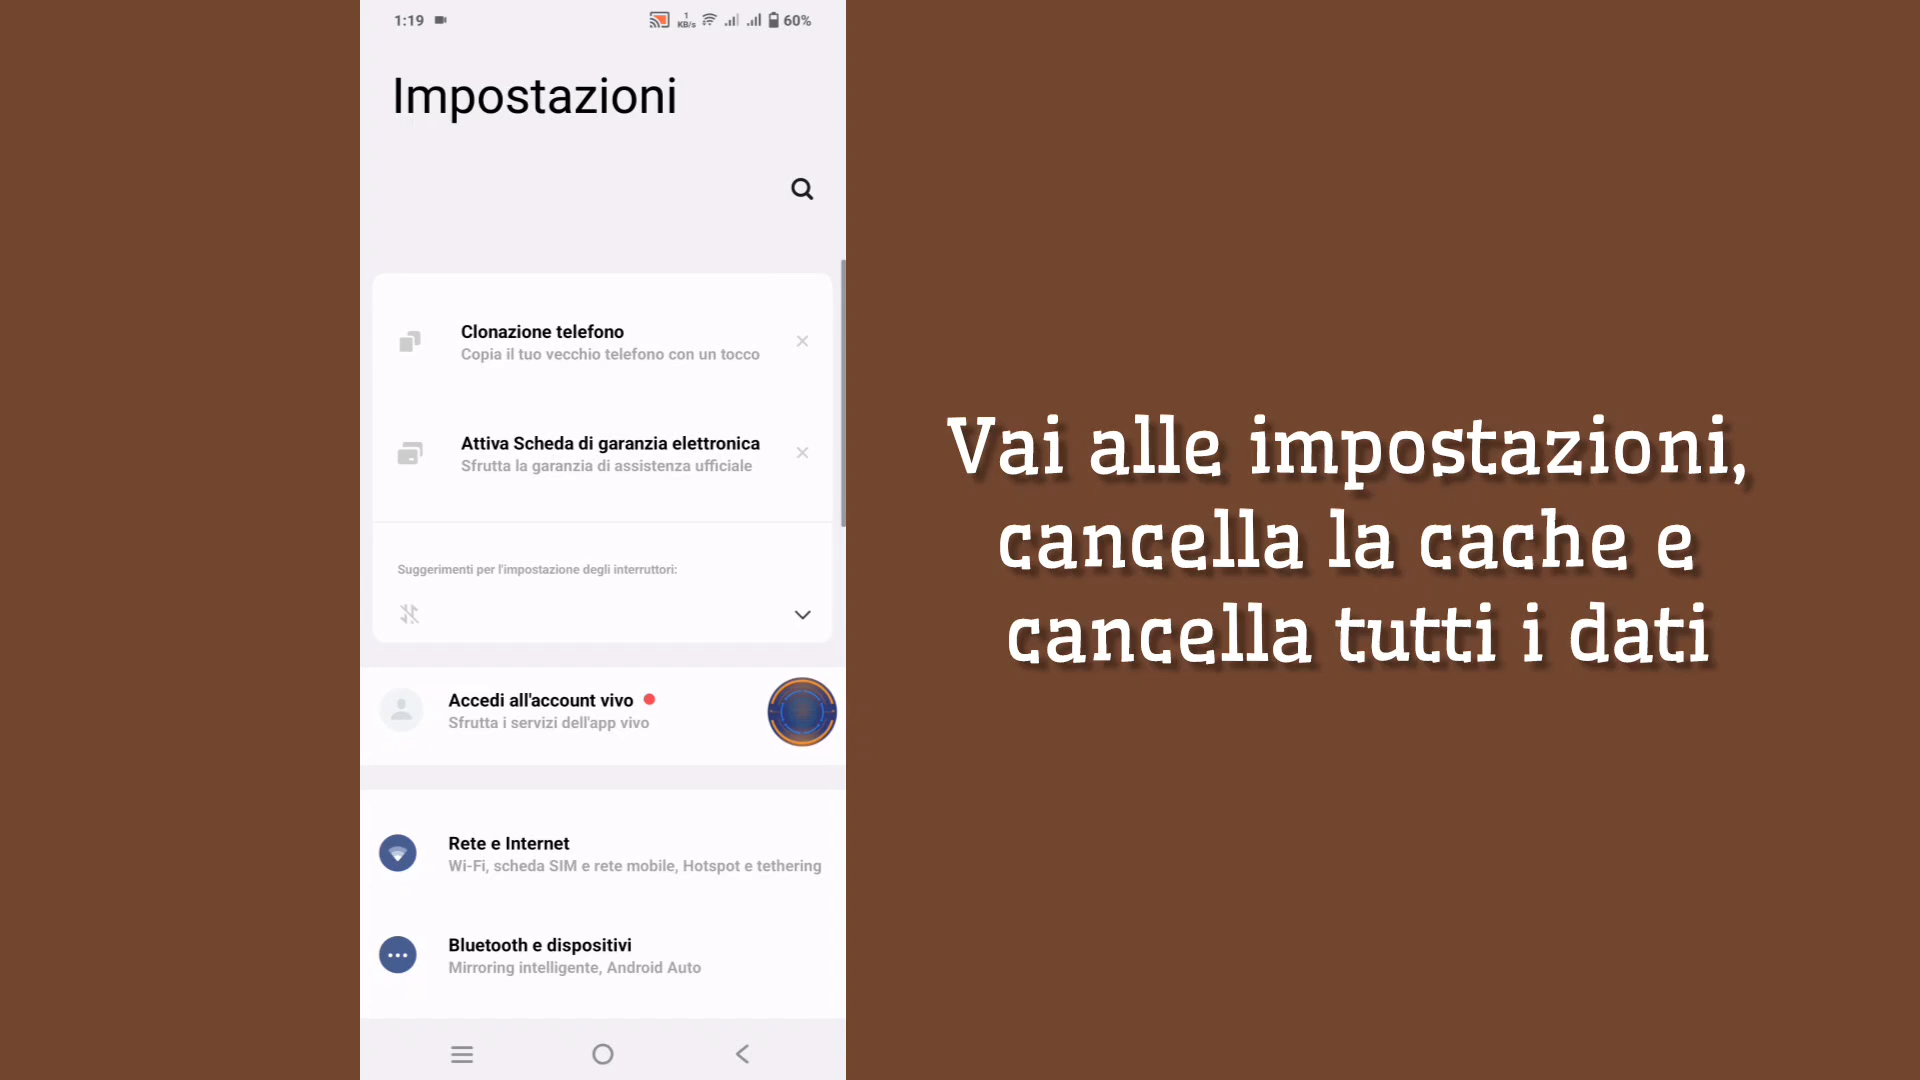 1:19
1
KB/s
60%
Impostazioni
Clonazione telefono
Copia il tuo vecchio telefono con un tocco
Attiva Scheda di garanzia elettronica
Sfrutta la garanzia di assistenza ufficiale
Suggerimenti per l'impostazione degli interruttori:
Accedi all'account vivo
Sfrutta i servizi dell'app vivo
Rete e Internet
Wi-Fi, scheda SIM e rete mobile, Hotspot e tethering
Bluetooth e dispositivi
Mirroring intelligente, Android Auto
Vai alle impostazioni,
cancella la cache e
cancella tutti i dati